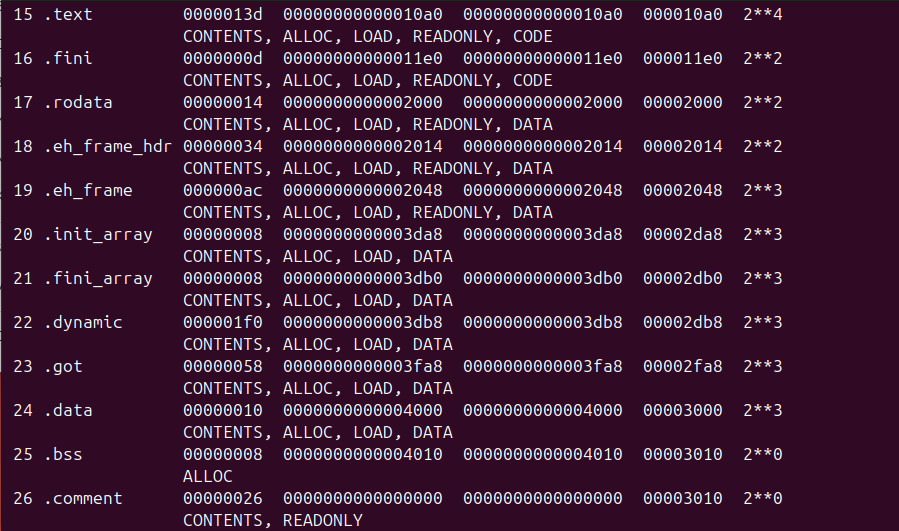 15 .text 0000013d 00000000000010a0 00000000000010a0 000010a0 2**4
CONTENTS, ALLOC, LOAD, READONLY, CODE
16 .fini 0000000d 00000000000011e0 00000000000011e0 000011e0 2**2
CONTENTS, ALLOC, LOAD, READONLY, CODE
17 .rodata 00000014 0000000000002000 0000000000002000 00002000 2**2
CONTENTS, ALLOC, LOAD, READONLY, DATA
18 .eh_frame_hdr 00000034 0000000000002014 0000000000002014 00002014 2**2
CONTENTS, ALLOC, LOAD, READONLY, DATA
19 .eh_frame 000000ac 0000000000002048 0000000000002048 00002048 2**3
CONTENTS, ALLOC, LOAD, READONLY, DATA
20 .init_array 00000008 0000000000003da8 0000000000003da8 00002da8 2**3
CONTENTS, ALLOC, LOAD, DATA
21 .fini_array 00000008 0000000000003db0 0000000000003db0 00002db0 2**3
CONTENTS, ALLOC, LOAD, DATA
22 .dynamic 000001f0 0000000000003db8 0000000000003db8 00002db8 2**3
CONTENTS, ALLOC, LOAD, DATA
23 .got 00000058 0000000000003fa8 0000000000003fa8 00002fa8 2**3
CONTENTS, ALLOC, LOAD, DATA
24 .data 00000010 0000000000004000 0000000000004000 00003000 2**3
CONTENTS, ALLOC, LOAD, DATA
25 .bss 00000008 0000000000004010 0000000000004010 00003010 2**0
ALLOC
26 .comment 00000026 0000000000000000 0000000000000000 00003010 2**0
CONTENTS, READONLY